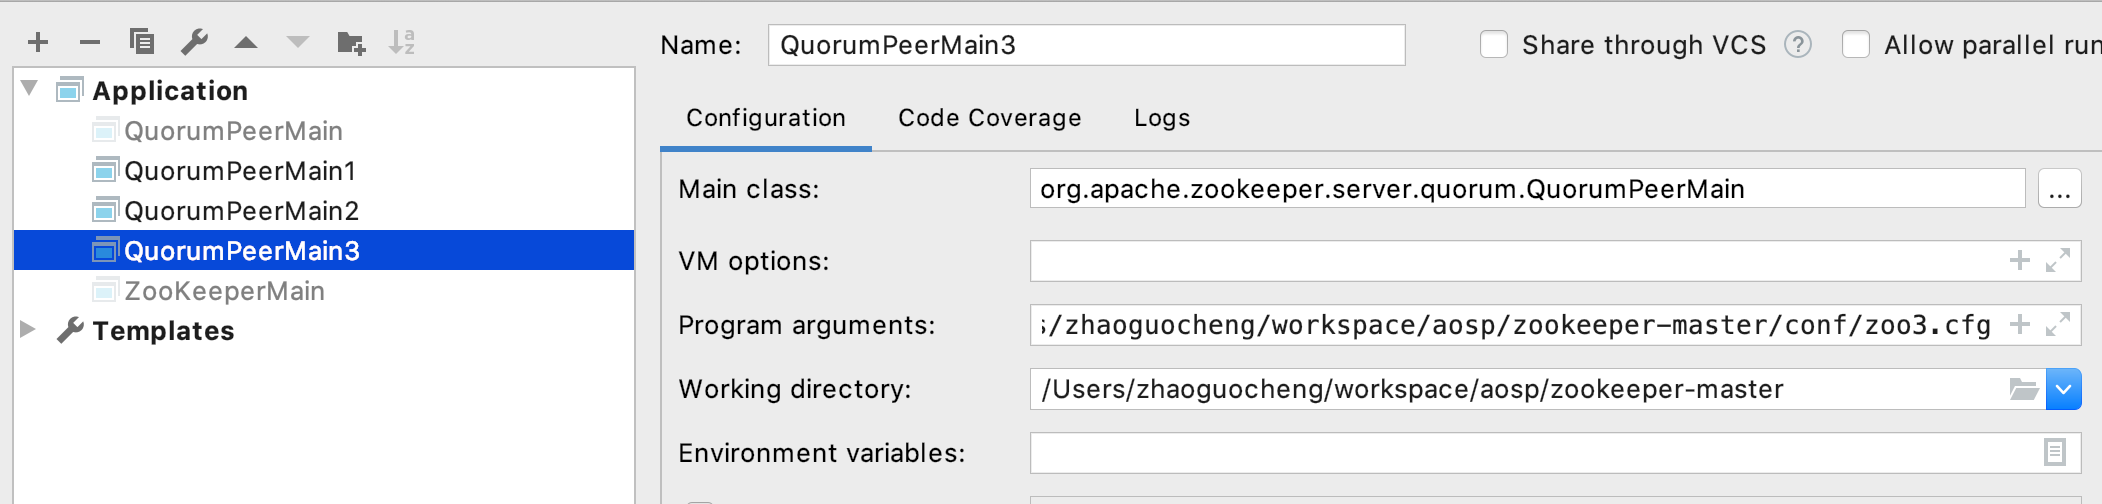 Name: QuorumPeerMain3 Share through VCS ? Allow parallel run
Application
QuorumPeerMain
QuorumPeerMain1
QuorumPeerMain2
QuorumPeerMain3
ZooKeeperMain
Templates
Configuration Code Coverage Logs
Main class: org.apache.zookeeper.server.quorum.QuorumPeerMain ...
VM options:
Program arguments: s/zhaoguocheng/workspace/aosp/zookeeper-master/conf/zoo3.cfg
Working directory: /Users/zhaoguocheng/workspace/aosp/zookeeper-master
Environment variables: